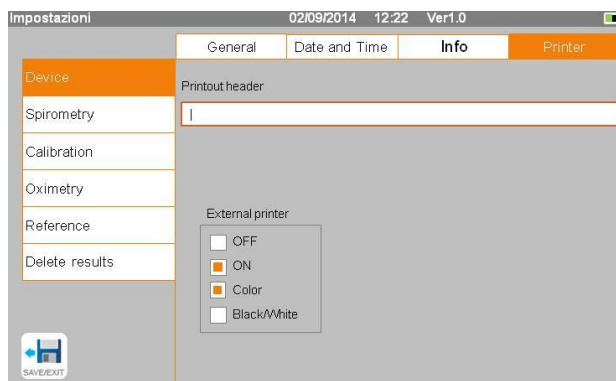 Impostazioni 02/09/2014 12:22 Ver1.0
General Date and Time Info Printer
Device
Spirometry
Calibration
Oximetry
Reference
Delete results
Printout header
External printer
OFF
ON
Color
Black/White
SAVE/EXIT